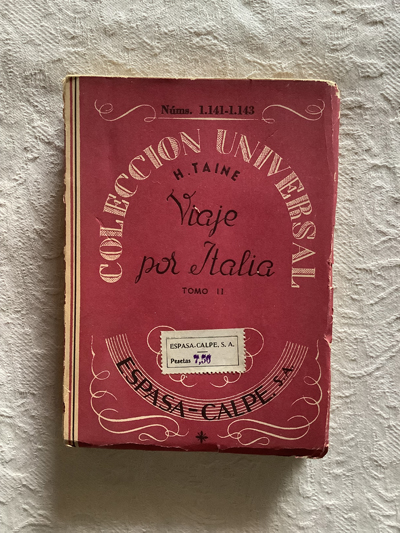 Núms. 1.141-1.143
COLECCION UNIVERSAL
H. TAINE
Viaje
por Italia
TOMO II
ESPASA-CALPE, S. A.
Pesetas 7,50
ESPASA-CALPE, S.A.